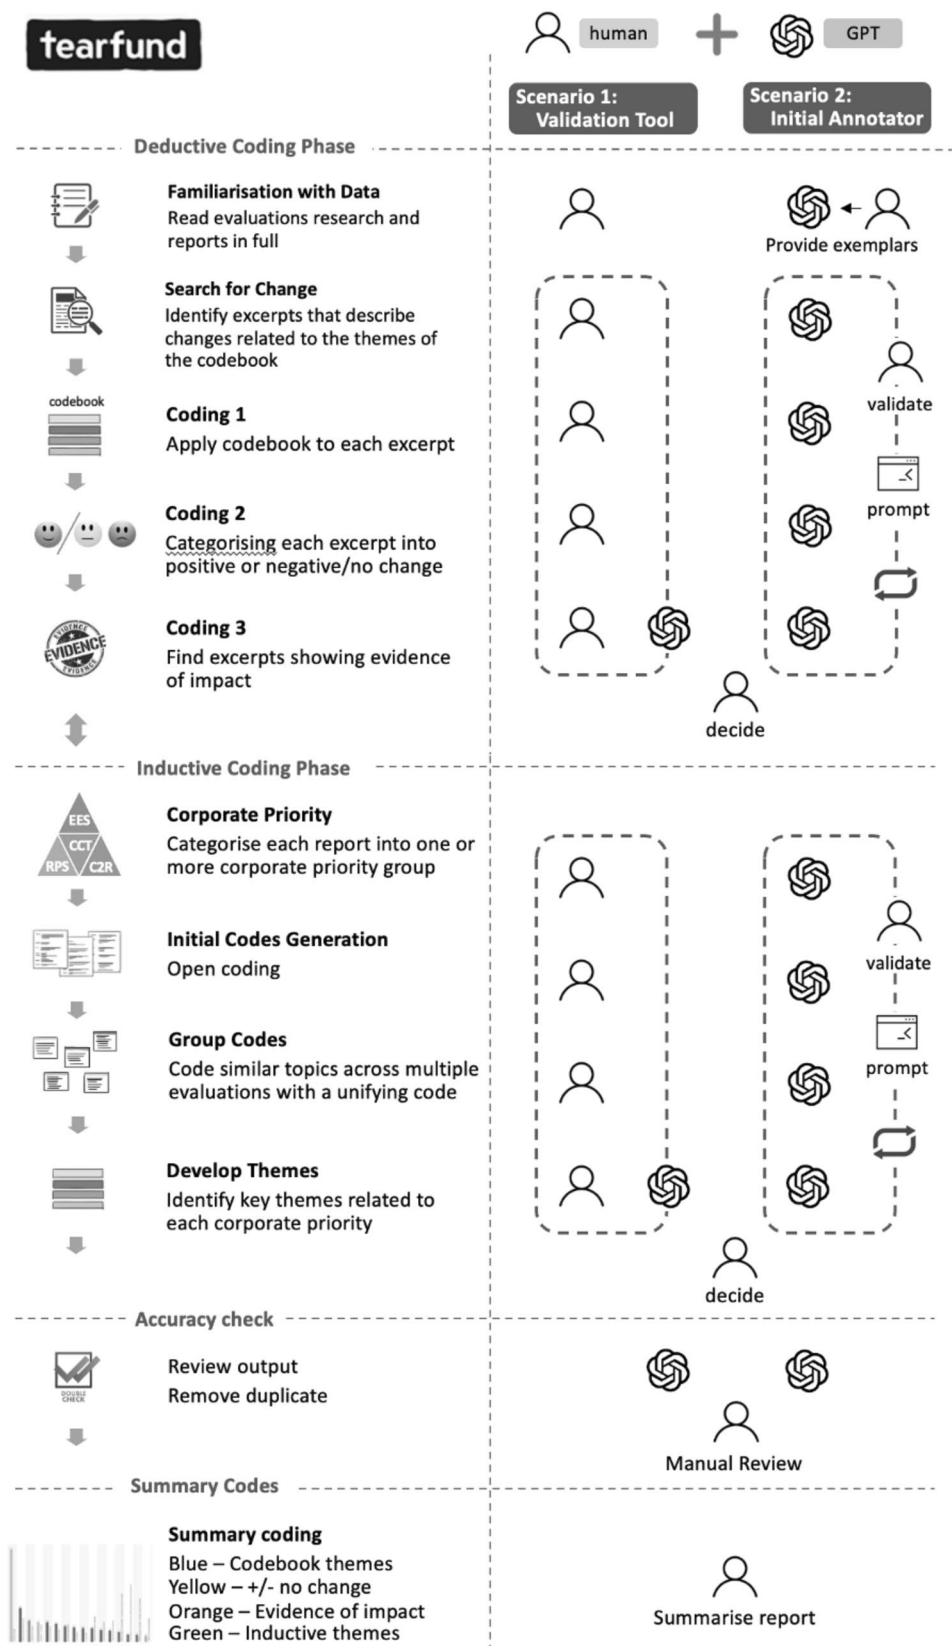 tearfund
human
GPT
Scenario 1:
Validation Tool
Scenario 2:
Initial Annotator
Deductive Coding Phase
Familiarisation with Data
Read evaluations research and
reports in full
Provide exemplars
Search for Change
Identify excerpts that describe
changes related to the themes of
the codebook
validate
codebook
Coding 1
Apply codebook to each excerpt
prompt
Coding 2
Categorising each excerpt into
positive or negative/no change
EVIDENCE
EVIDENCE
EVIDENCE
Coding 3
Find excerpts showing evidence
of impact
decide
Inductive Coding Phase
EES
CCT
RPS
C2R
Corporate Priority
Categorise each report into one or
more corporate priority group
Initial Codes Generation
Open coding
validate
Group Codes
Code similar topics across multiple
evaluations with a unifying code
prompt
Develop Themes
Identify key themes related to
each corporate priority
decide
Accuracy check
DOUBLE
CHECK
Review output
Remove duplicate
Manual Review
Summary Codes
Summary coding
Blue – Codebook themes
Yellow – +/- no change
Orange – Evidence of impact
Green – Inductive themes
Summarise report